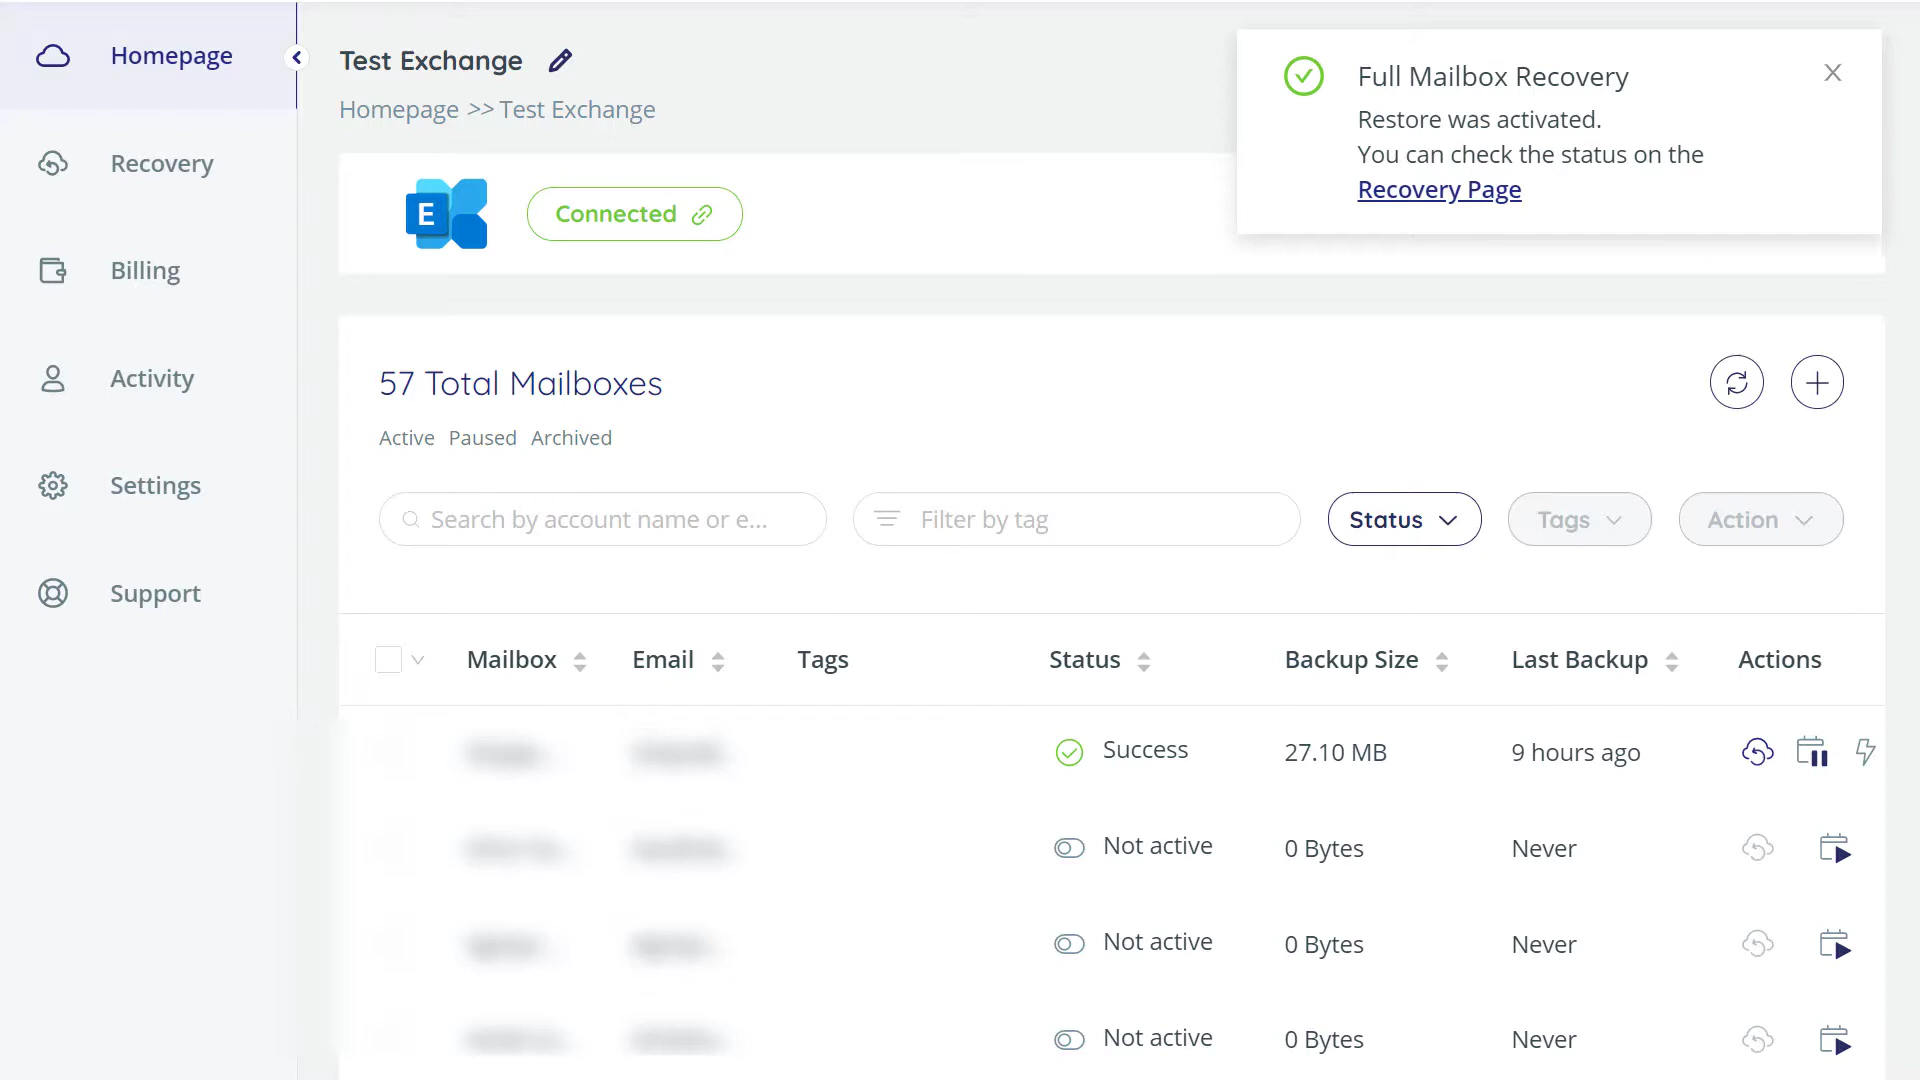 Homepage
Recovery
Billing
Activity
Settings
Support
Test Exchange
Homepage >> Test Exchange
E
Connected
Full Mailbox Recovery
Restore was activated.
You can check the status on the
Recovery Page
57 Total Mailboxes
Active Paused Archived
Search by account name or e...
Filter by tag
Status
Tags
Action
Mailbox Email Tags Status Backup Size Last Backup Actions
Success 27.10 MB 9 hours ago
Not active 0 Bytes Never
Not active 0 Bytes Never
Not active 0 Bytes Never